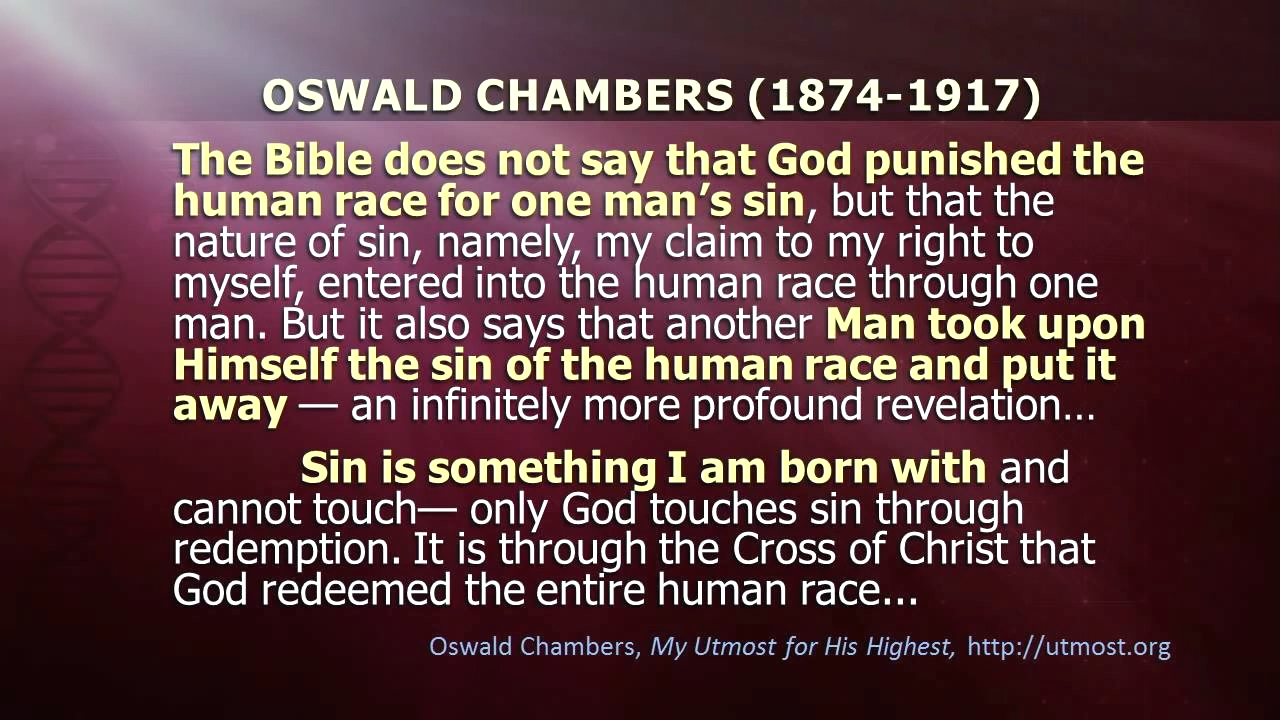 OSWALD CHAMBERS (1874-1917)
The Bible does not say that God punished the
human race for one man’s sin, but that the
nature of sin, namely, my claim to my right to
myself, entered into the human race through one
man. But it also says that another Man took upon
Himself the sin of the human race and put it
away — an infinitely more profound revelation…
Sin is something I am born with and
cannot touch— only God touches sin through
redemption. It is through the Cross of Christ that
God redeemed the entire human race...
Oswald Chambers, My Utmost for His Highest, http://utmost.org